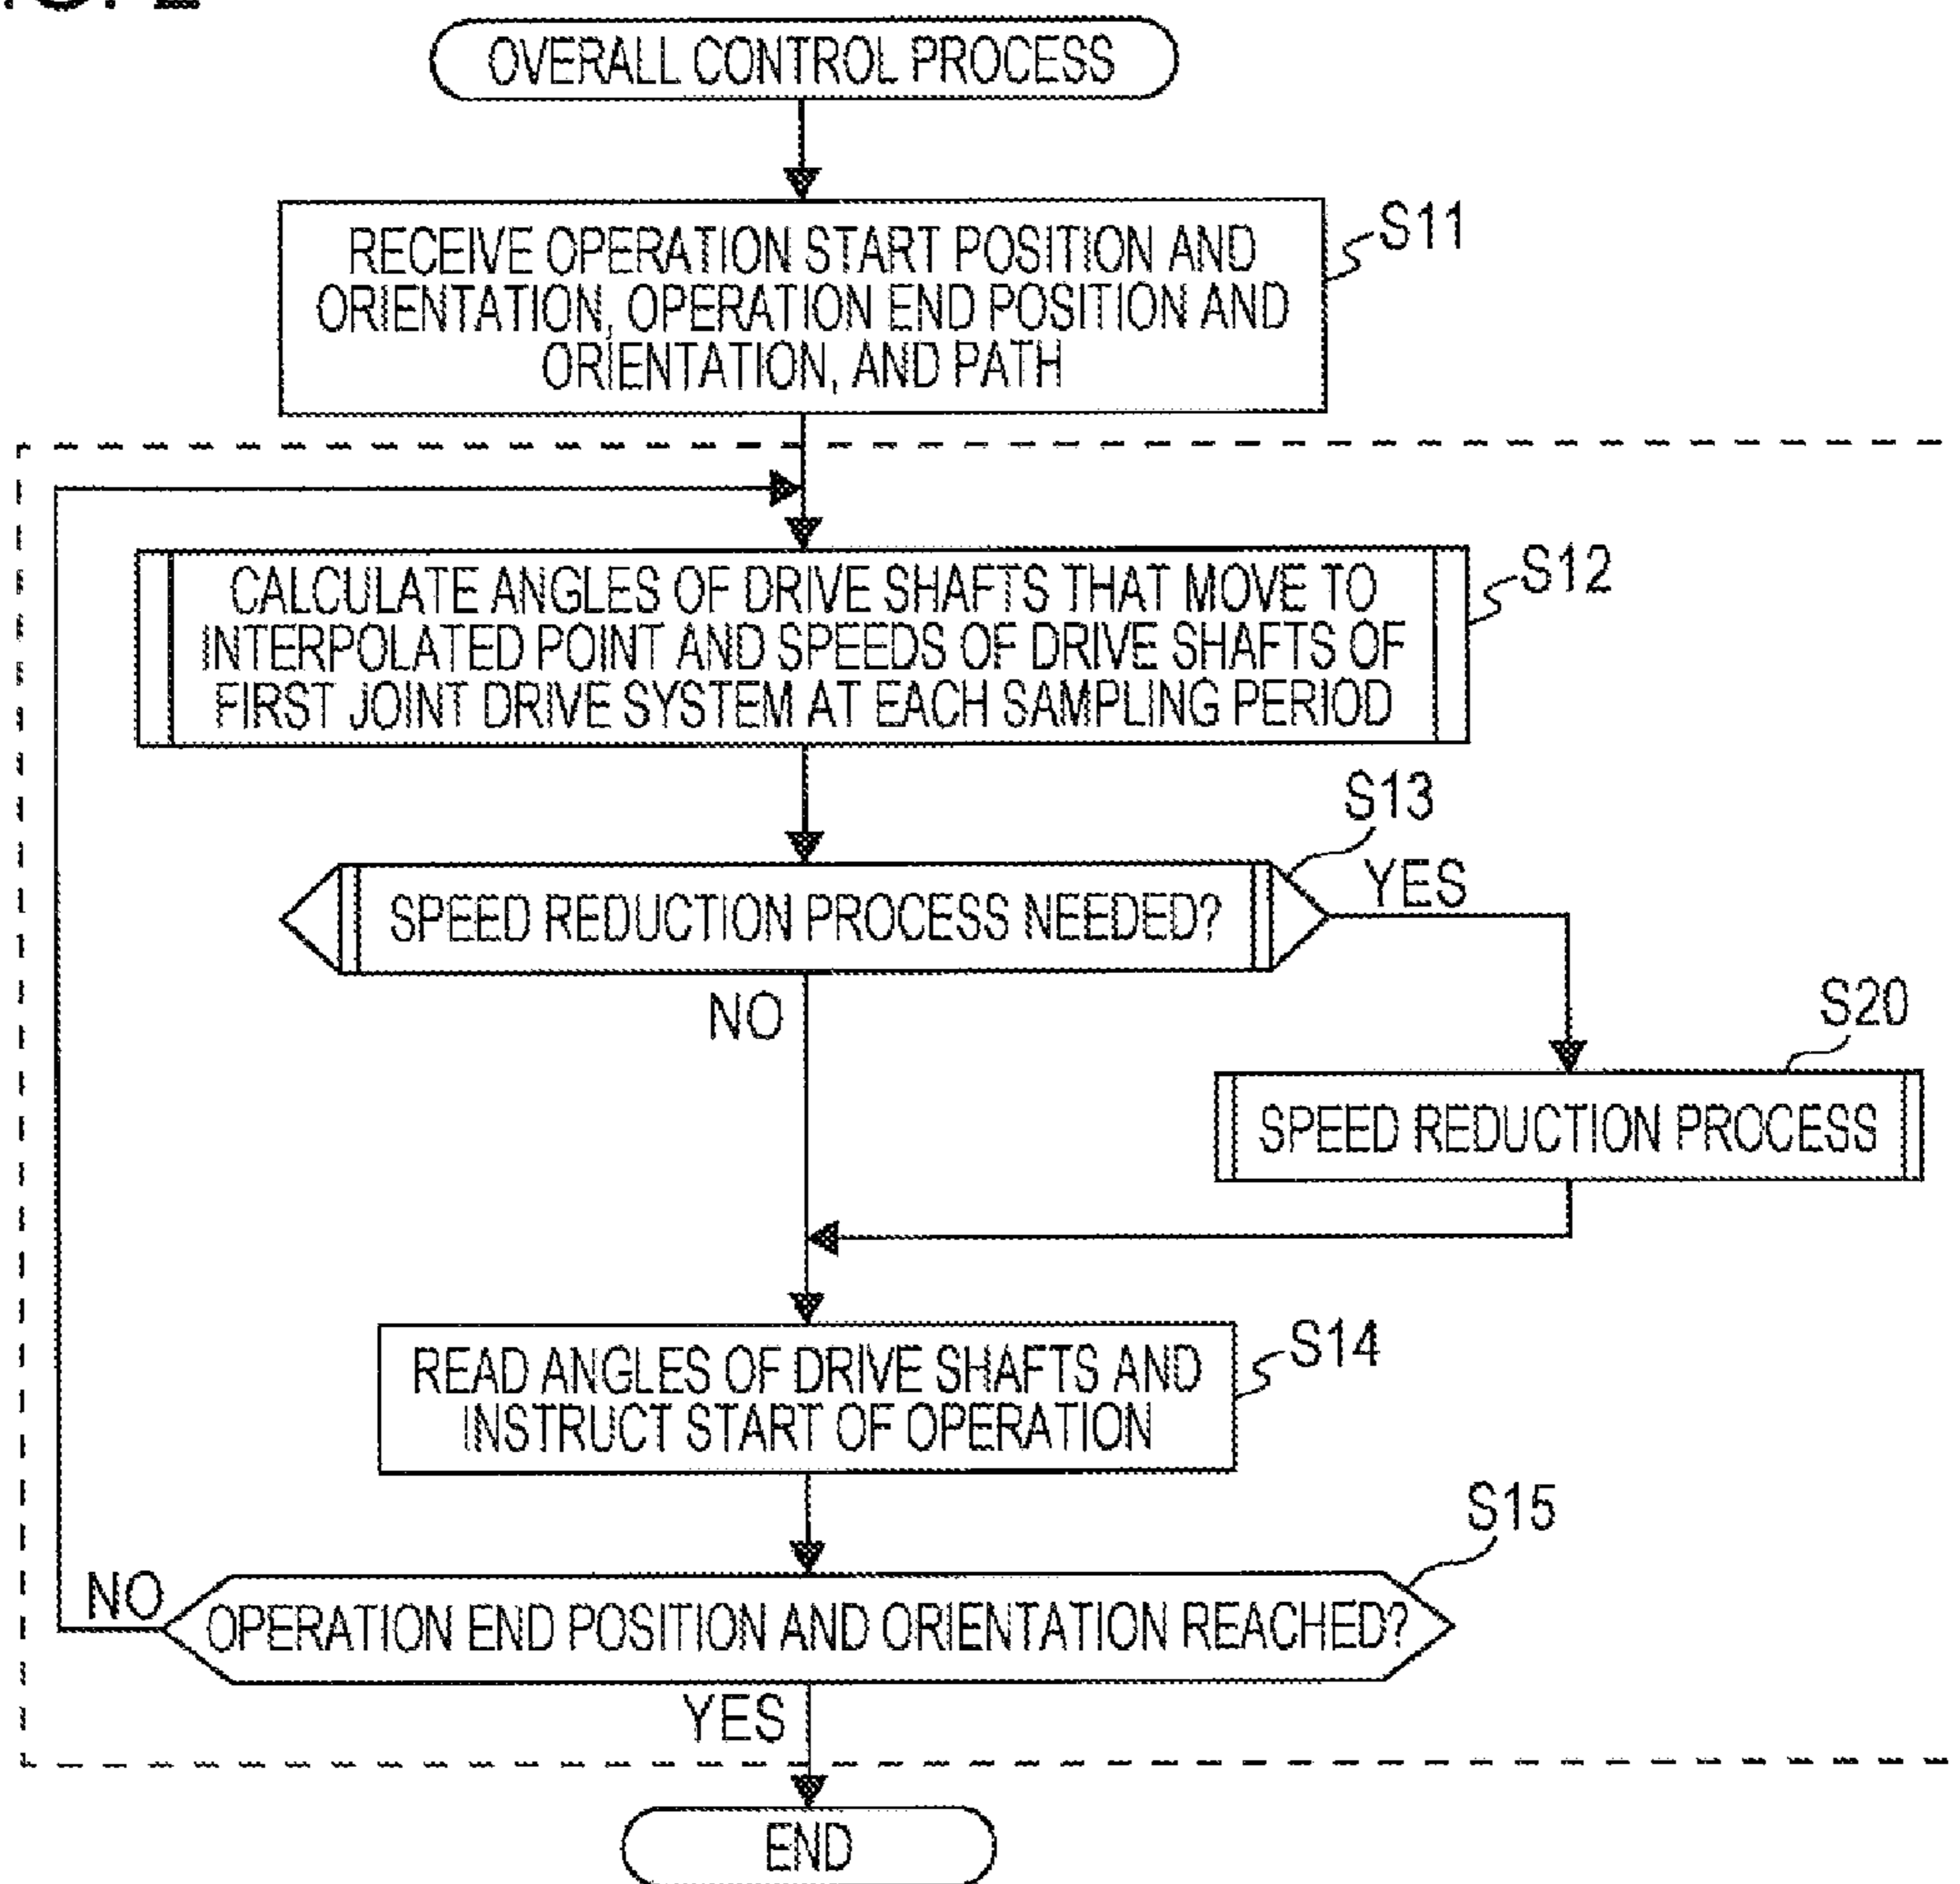 OVERALL CONTROL PROCESS
RECEIVE OPERATION START POSITION AND
ORIENTATION, OPERATION END POSITION AND
ORIENTATION, AND PATH
S11
CALCULATE ANGLES OF DRIVE SHAFTS THAT MOVE TO
INTERPOLATED POINT AND SPEEDS OF DRIVE SHAFTS OF
FIRST JOINT DRIVE SYSTEM AT EACH SAMPLING PERIOD
S12
S13
SPEED REDUCTION PROCESS NEEDED?
YES
NO
S20
SPEED REDUCTION PROCESS
READ ANGLES OF DRIVE SHAFTS AND
INSTRUCT START OF OPERATION
S14
S15
NO
OPERATION END POSITION AND ORIENTATION REACHED?
YES
END